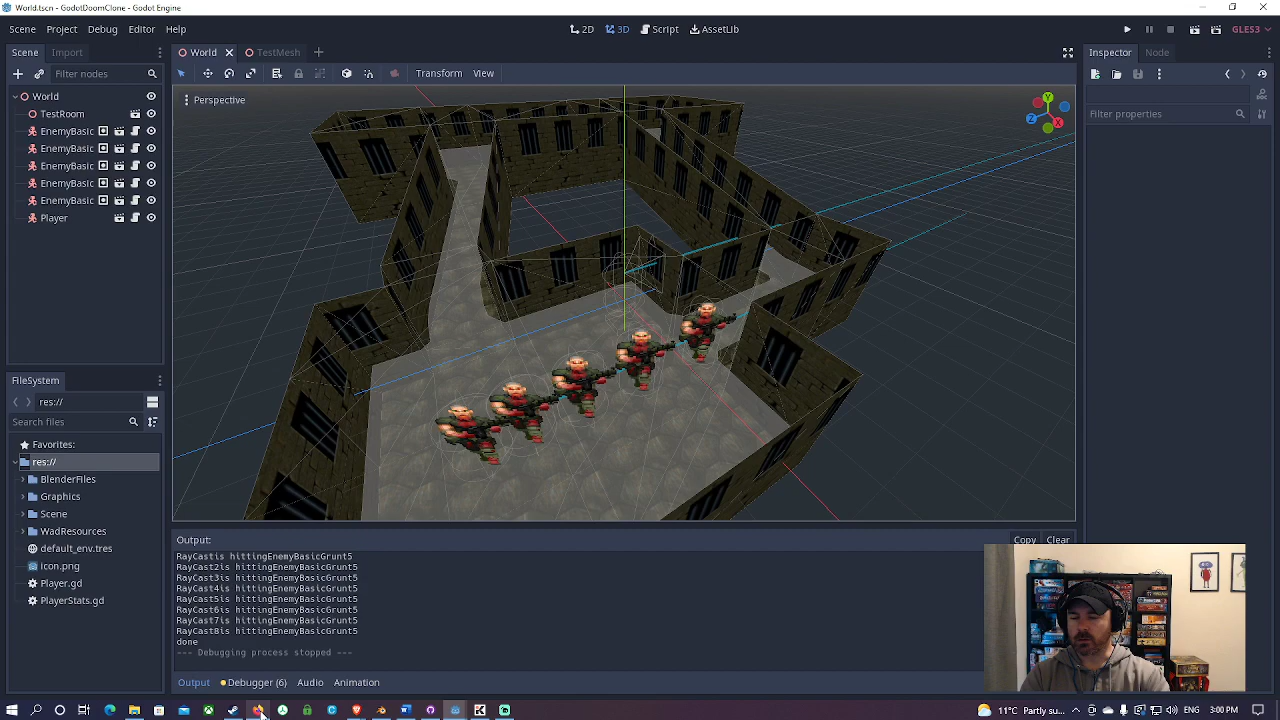 World.tscn - GodotDoomClone - Godot Engine
Scene Project Debug Editor Help
2D 3D Script AssetLib
GLES3
Scene Import
World TestMesh
Inspector Node
Filter nodes
Transform View
Perspective
Y
Z X
Filter properties
World
TestRoom
EnemyBasic
EnemyBasic
EnemyBasic
EnemyBasic
EnemyBasic
Player
FileSystem
res://
Search files
Favorites:
res://
BlenderFiles
Graphics
Scene
WadResources
default_env.tres
icon.png
Player.gd
PlayerStats.gd
Output:
Copy Clear
RayCastis hittingEnemyBasicGrunt5
RayCast2is hittingEnemyBasicGrunt5
RayCast3is hittingEnemyBasicGrunt5
RayCast4is hittingEnemyBasicGrunt5
RayCast5is hittingEnemyBasicGrunt5
RayCast6is hittingEnemyBasicGrunt5
RayCast7is hittingEnemyBasicGrunt5
RayCast8is hittingEnemyBasicGrunt5
done
--- Debugging process stopped ---
Output Debugger (6) Audio Animation
11°C Partly su... 3:00 PM